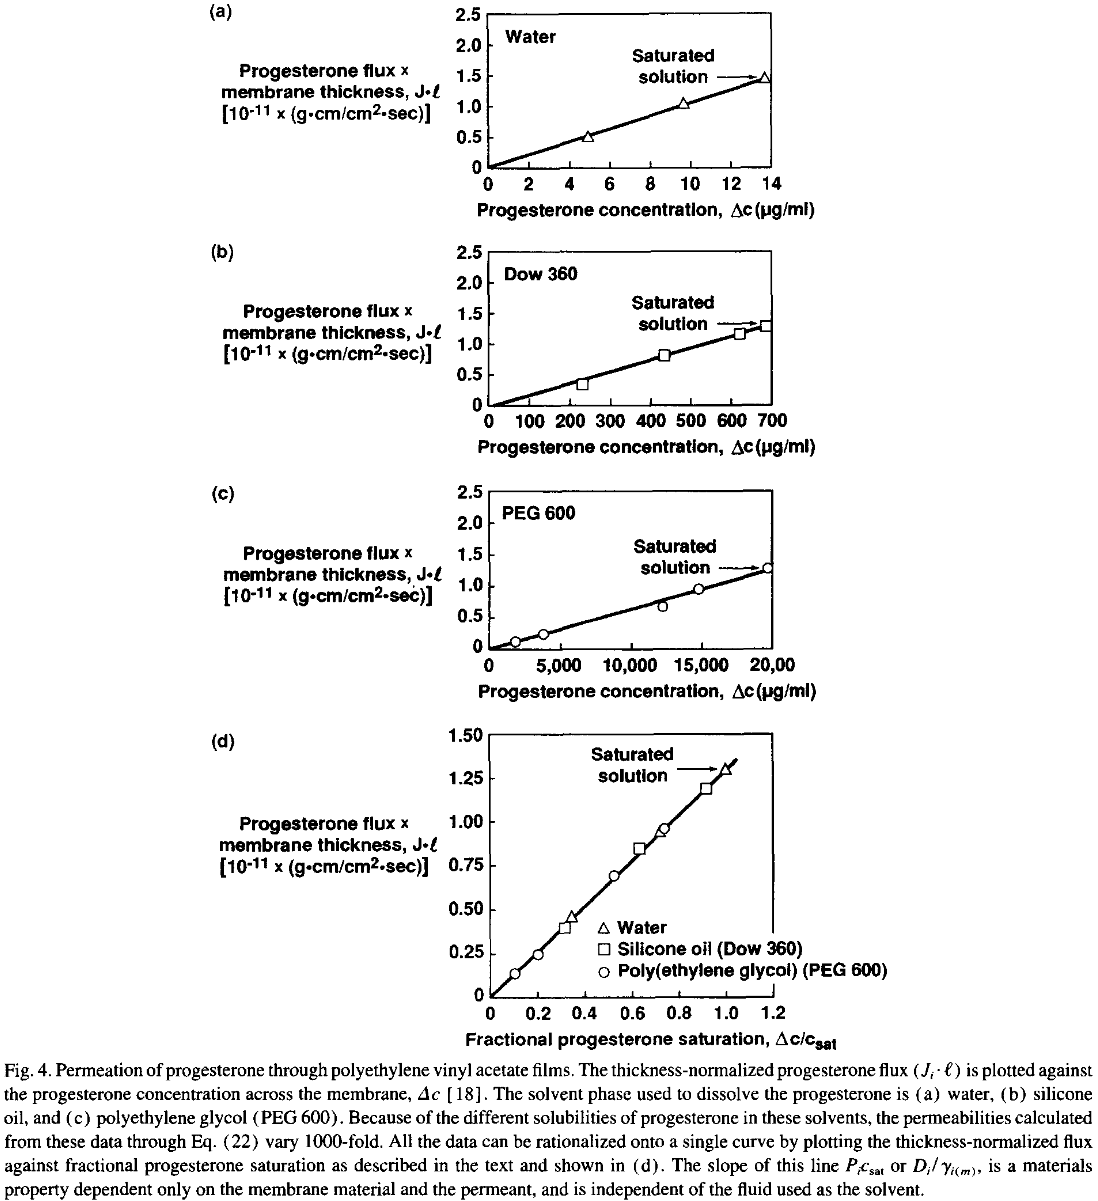 (a)
Progesterone flux ×
membrane thickness, J•ℓ
[10-11 x (g•cm/cm2•sec)]
2.5
2.0
1.5
1.0
0.5
0
Water
Saturated
solution
0 2 4 6 8 10 12 14
Progesterone concentration, Δc (µg/ml)
(b)
Progesterone flux ×
membrane thickness, J•ℓ
[10-11 x (g•cm/cm2•sec)]
2.5
2.0
1.5
1.0
0.5
0
Dow 360
Saturated
solution
0 100 200 300 400 500 600 700
Progesterone concentration, Δc (µg/ml)
(c)
Progesterone flux ×
membrane thickness, J•ℓ
[10-11 x (g•cm/cm2•sec)]
2.5
2.0
1.5
1.0
0.5
0
PEG 600
Saturated
solution
0 5,000 10,000 15,000 20,00
Progesterone concentration, Δc (µg/ml)
(d)
Progesterone flux ×
membrane thickness, J•ℓ
[10-11 x (g•cm/cm2•sec)]
1.50
1.25
1.00
0.75
0.50
0.25
0
Saturated
solution
△ Water
□ Silicone oil (Dow 360)
○ Poly(ethylene glycol) (PEG 600)
0 0.2 0.4 0.6 0.8 1.0 1.2
Fractional progesterone saturation, Δc/csat
Fig. 4. Permeation of progesterone through polyethylene vinyl acetate films. The thickness-normalized progesterone flux (Ji·ℓ) is plotted against
the progesterone concentration across the membrane, Δc [18]. The solvent phase used to dissolve the progesterone is (a) water, (b) silicone
oil, and (c) polyethylene glycol (PEG 600). Because of the different solubilities of progesterone in these solvents, the permeabilities calculated
from these data through Eq. (22) vary 1000-fold. All the data can be rationalized onto a single curve by plotting the thickness-normalized flux
against fractional progesterone saturation as described in the text and shown in (d). The slope of this line Picsat or Di/γi(m), is a materials
property dependent only on the membrane material and the permeant, and is independent of the fluid used as the solvent.